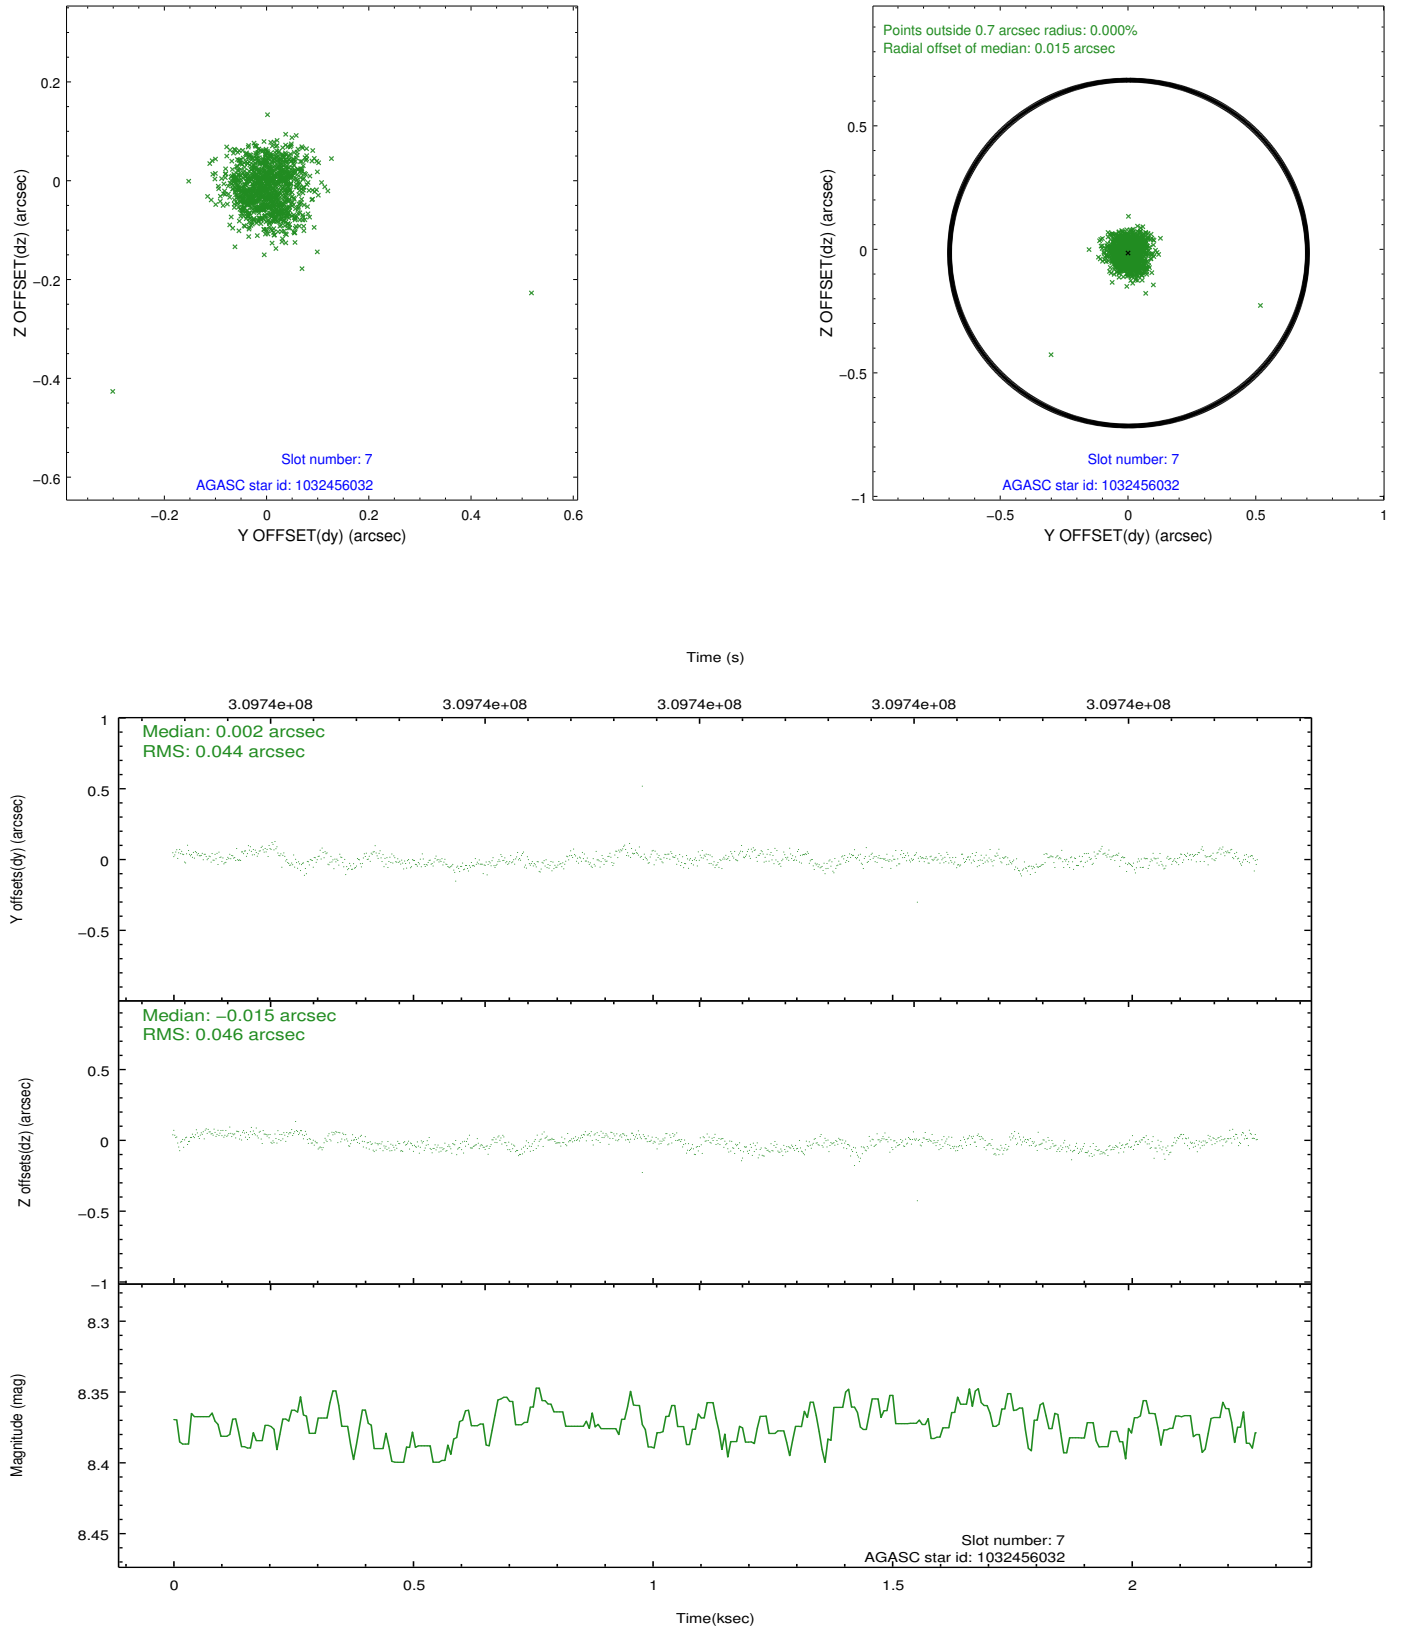 0.2
0
−0.2
−0.4
−0.6
Z OFFSET(dz) (arcsec)
Slot number: 7
AGASC star id: 1032456032
−0.2 0 0.2 0.4 0.6
Y OFFSET(dy) (arcsec)
Points outside 0.7 arcsec radius: 0.000%
Radial offset of median: 0.015 arcsec
0.5
0
−0.5
−1
Z OFFSET(dz) (arcsec)
Slot number: 7
AGASC star id: 1032456032
−0.5 0 0.5 1
Y OFFSET(dy) (arcsec)
Time (s)
3.0974e+08 3.0974e+08 3.0974e+08 3.0974e+08 3.0974e+08
Median: 0.002 arcsec
RMS: 0.044 arcsec
1
0.5
0
−0.5
Y offsets(dy) (arcsec)
Median: −0.015 arcsec
RMS: 0.046 arcsec
0.5
0
−0.5
−1
Z offsets(dz) (arcsec)
8.3
8.35
8.4
8.45
Magnitude (mag)
Slot number: 7
AGASC star id: 1032456032
0 0.5 1 1.5 2
Time(ksec)